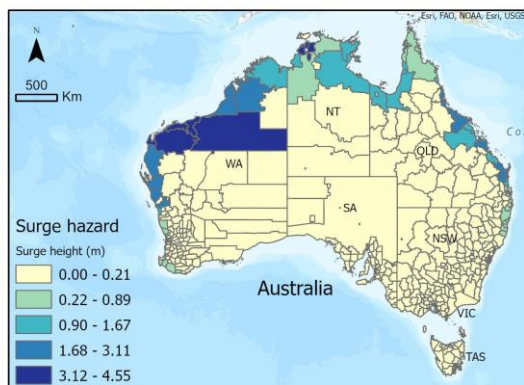 Esri, FAO, NOAA, Esri, USGS
N
500
Km
NT
QLD
WA
SA
NSW
Surge hazard
Surge height (m)
0.00 - 0.21
0.22 - 0.89
0.90 - 1.67
1.68 - 3.11
3.12 - 4.55
Australia
VIC
TAS